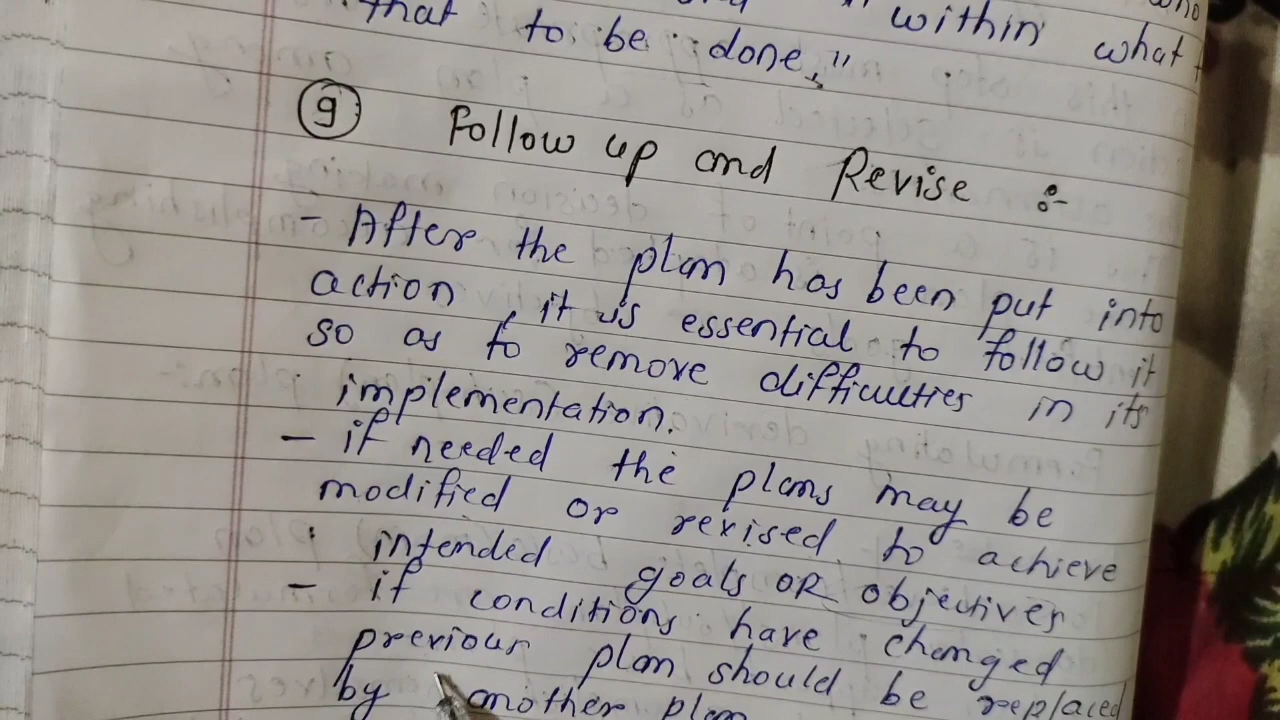 that to be done,"
within what
who
⑨ Follow up and Revise :-
- After the plan has been put into
action, it is essential to follow it
so as to remove difficulties in its
implementation.
- if needed the plans may be
modified or revised to achieve
intended goals OR objectives
- if conditions have changed
previous plan should be replaced
by another plan